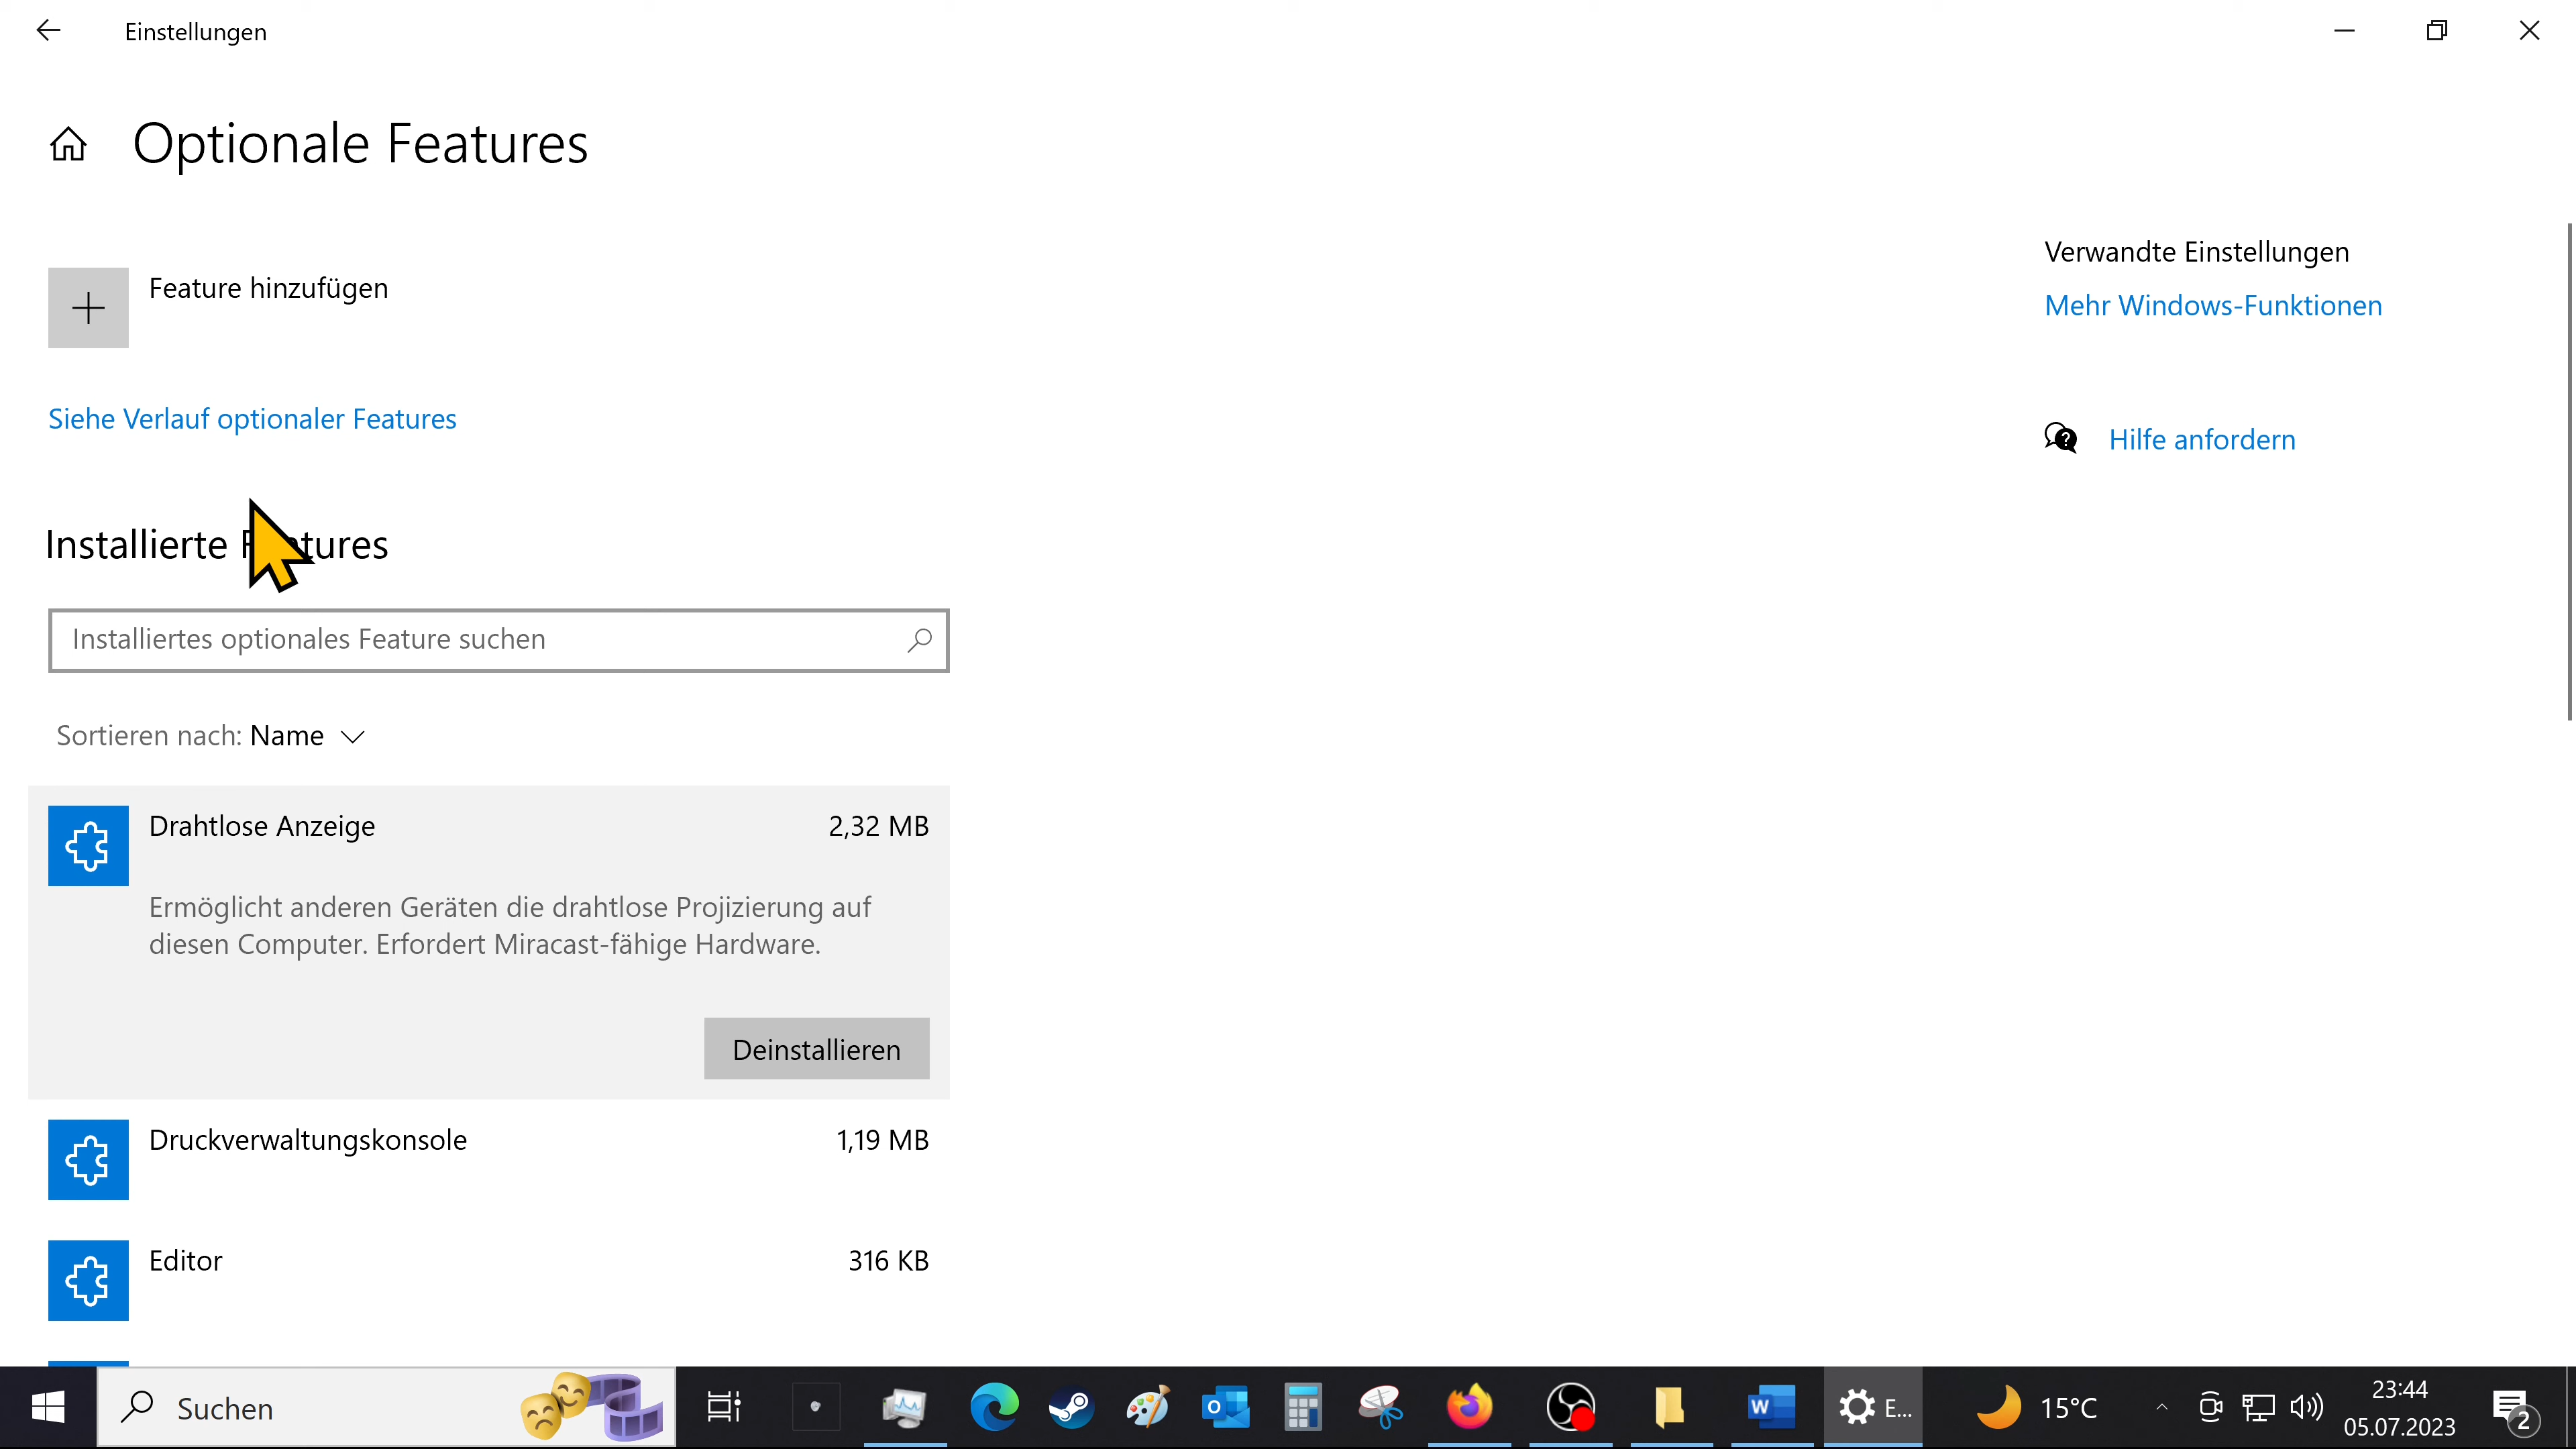 Einstellungen
Optionale Features
Feature hinzufügen
Siehe Verlauf optionaler Features
Installierte Features
Installiertes optionales Feature suchen
Sortieren nach: Name
Drahtlose Anzeige 2,32 MB
Ermöglicht anderen Geräten die drahtlose Projizierung auf
diesen Computer. Erfordert Miracast-fähige Hardware.
Deinstallieren
Druckverwaltungskonsole 1,19 MB
Editor 316 KB
Verwandte Einstellungen
Mehr Windows-Funktionen
Hilfe anfordern
Suchen
E...
15°C
23:44
05.07.2023
2